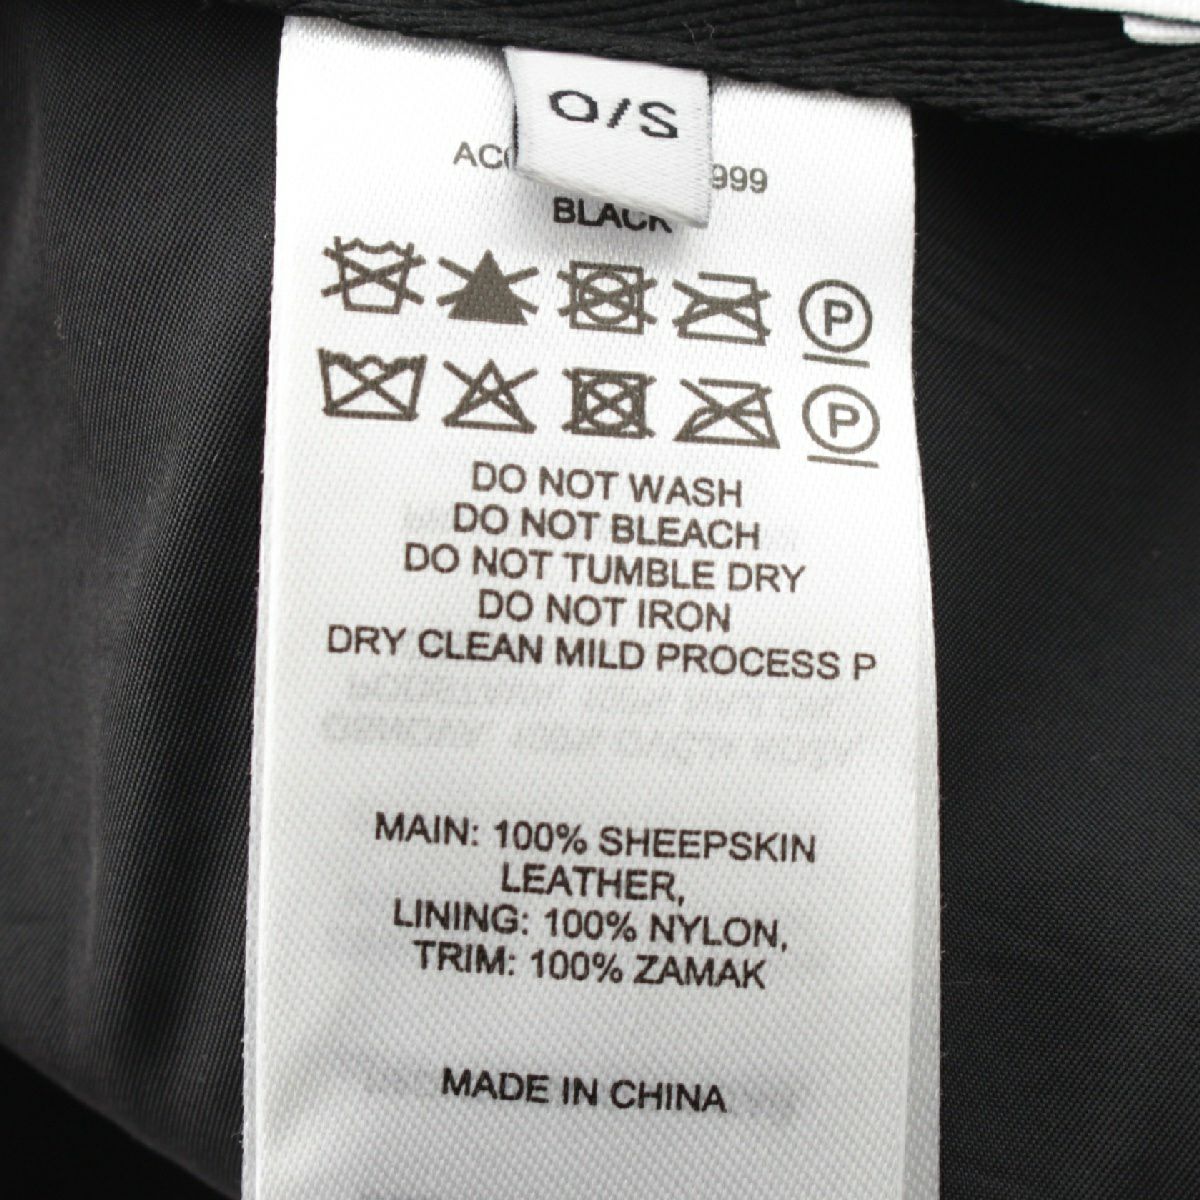 O/S
999
BLACK
P
P
DO NOT WASH
DO NOT BLEACH
DO NOT TUMBLE DRY
DO NOT IRON
DRY CLEAN MILD PROCESS P
MAIN: 100% SHEEPSKIN
LEATHER,
LINING: 100% NYLON,
TRIM: 100% ZAMAK
MADE IN CHINA